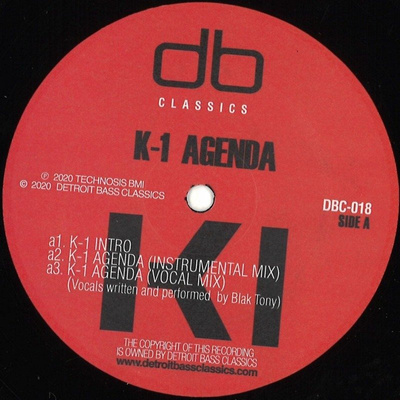 db
CLASSICS
K-1 AGENDA
℗ 2020 TECHNOSIS BMI
© 2020 DETROIT BASS CLASSICS
DBC-018
SIDE A
K1
a1. K-1 INTRO
a2. K-1 AGENDA (INSTRUMENTAL MIX)
a3. K-1 AGENDA (VOCAL MIX)
(Vocals written and performed by Blak Tony)
THE COPYRIGHT OF THIS RECORDING
IS OWNED BY DETROIT BASS CLASSICS
www.detroitbassclassics.com